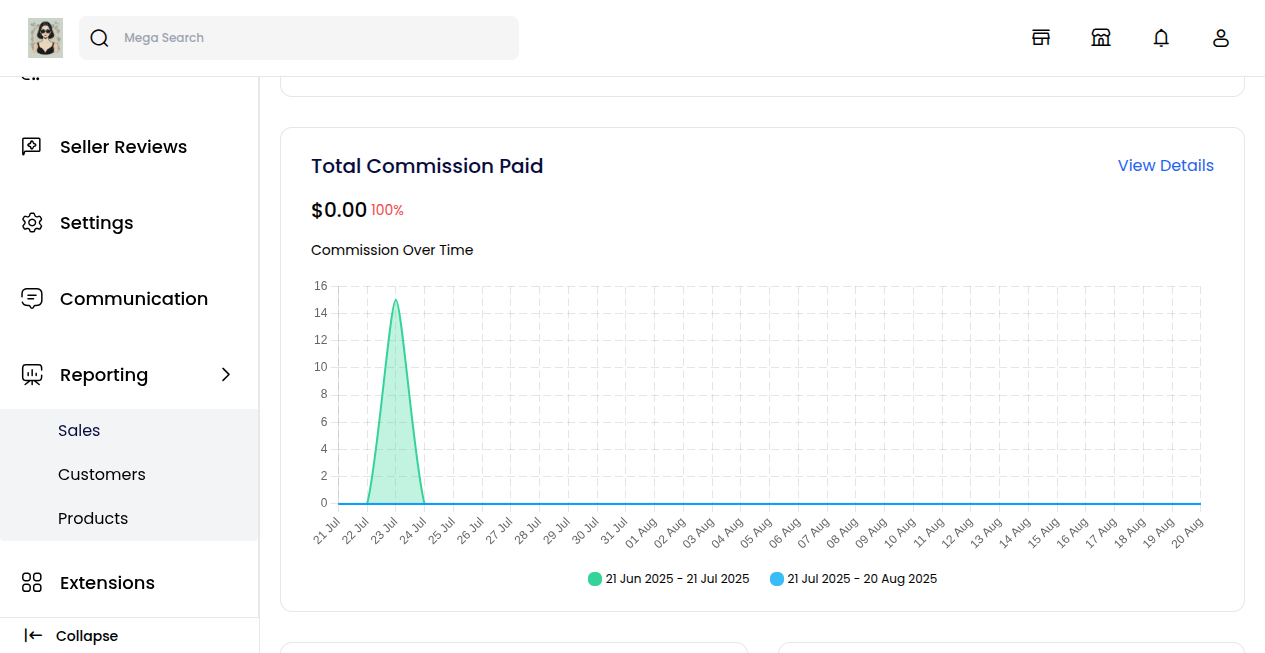 Mega Search
Seller Reviews
Settings
Communication
Reporting
Sales
Customers
Products
Extensions
Collapse
Total Commission Paid
View Details
$0.00 100%
Commission Over Time
16
14
12
10
8
6
4
2
0
21 Jul 22 Jul 23 Jul 24 Jul 25 Jul 26 Jul 27 Jul 28 Jul 29 Jul 30 Jul 31 Jul 01 Aug 02 Aug 03 Aug 04 Aug 05 Aug 06 Aug 07 Aug 08 Aug 09 Aug 10 Aug 11 Aug 12 Aug 13 Aug 14 Aug 15 Aug 16 Aug 17 Aug 18 Aug 19 Aug 20 Aug
21 Jun 2025 - 21 Jul 2025 21 Jul 2025 - 20 Aug 2025